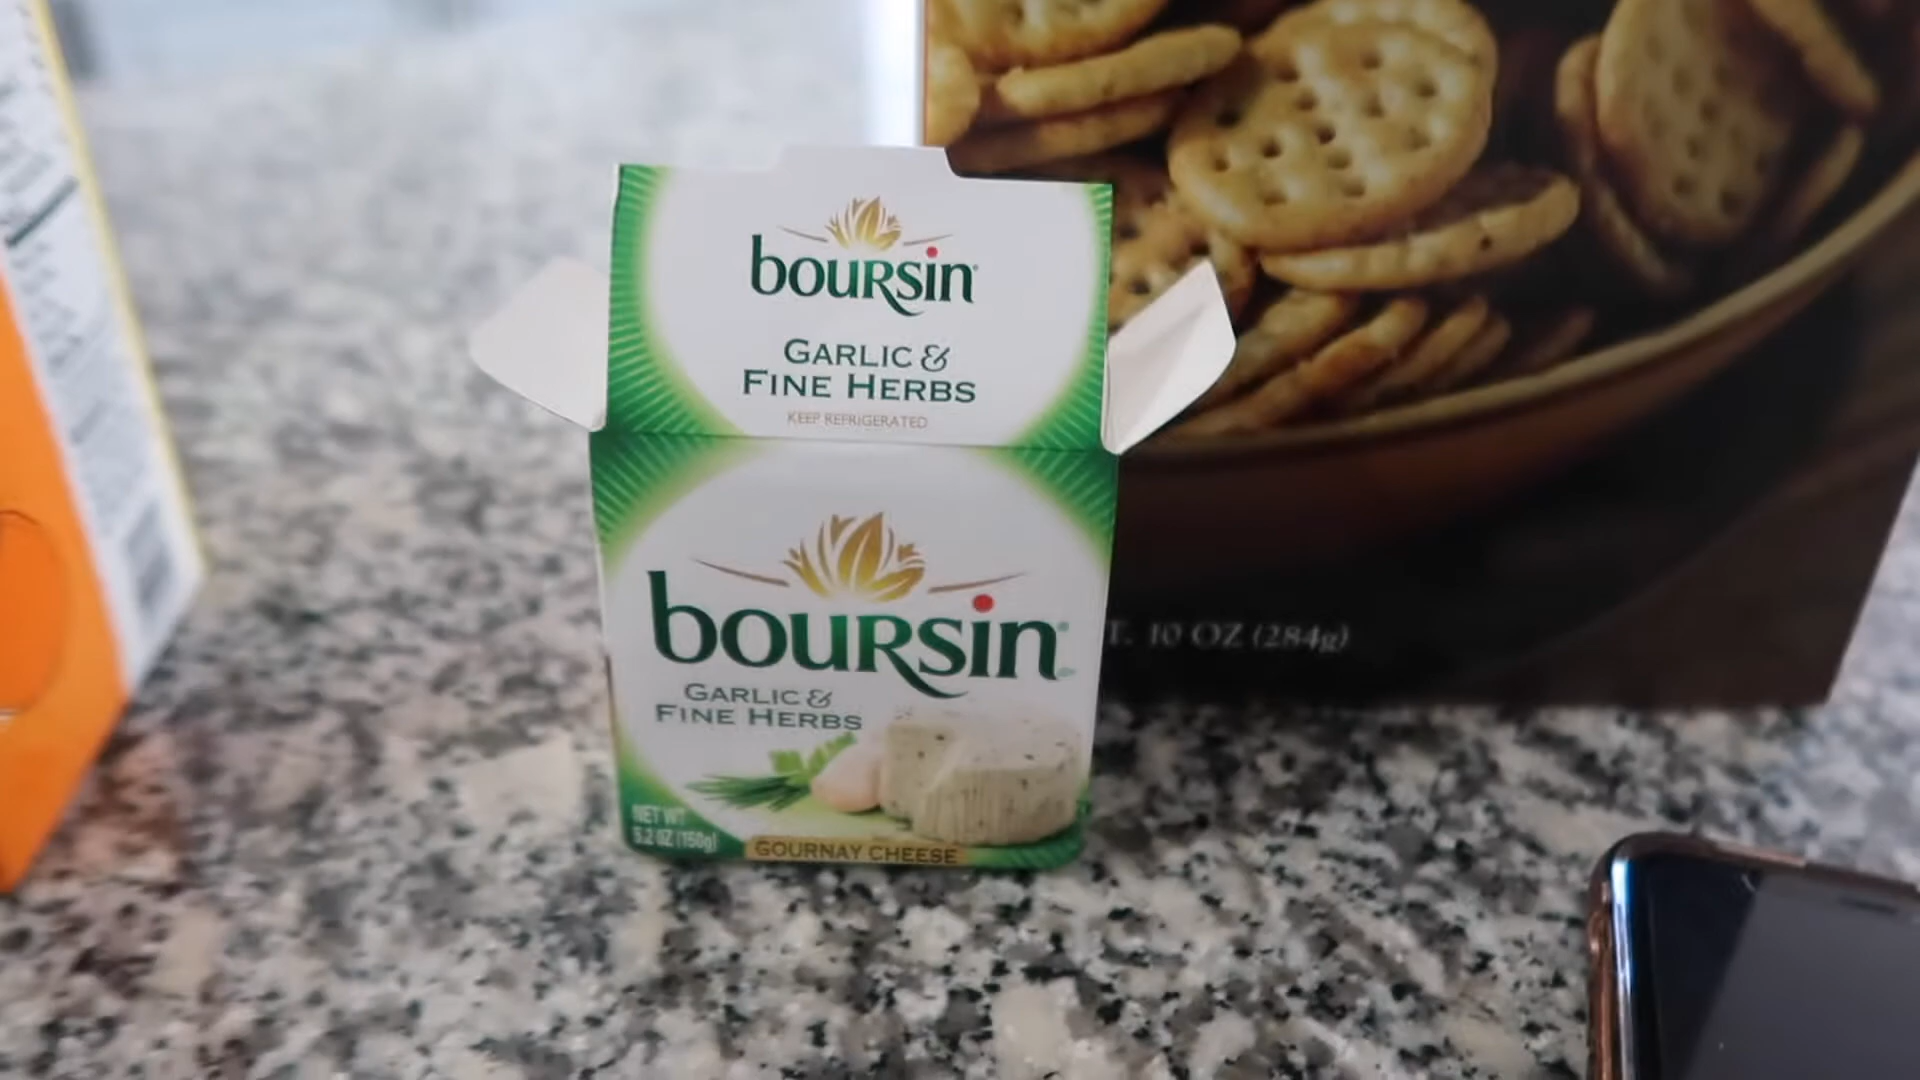 boursin
GARLIC &
FINE HERBS
KEEP REFRIGERATED
boursin
GARLIC &
FINE HERBS
NET WT
5.2 OZ (150g)
GOURNAY CHEESE
T. 10 OZ (284g)